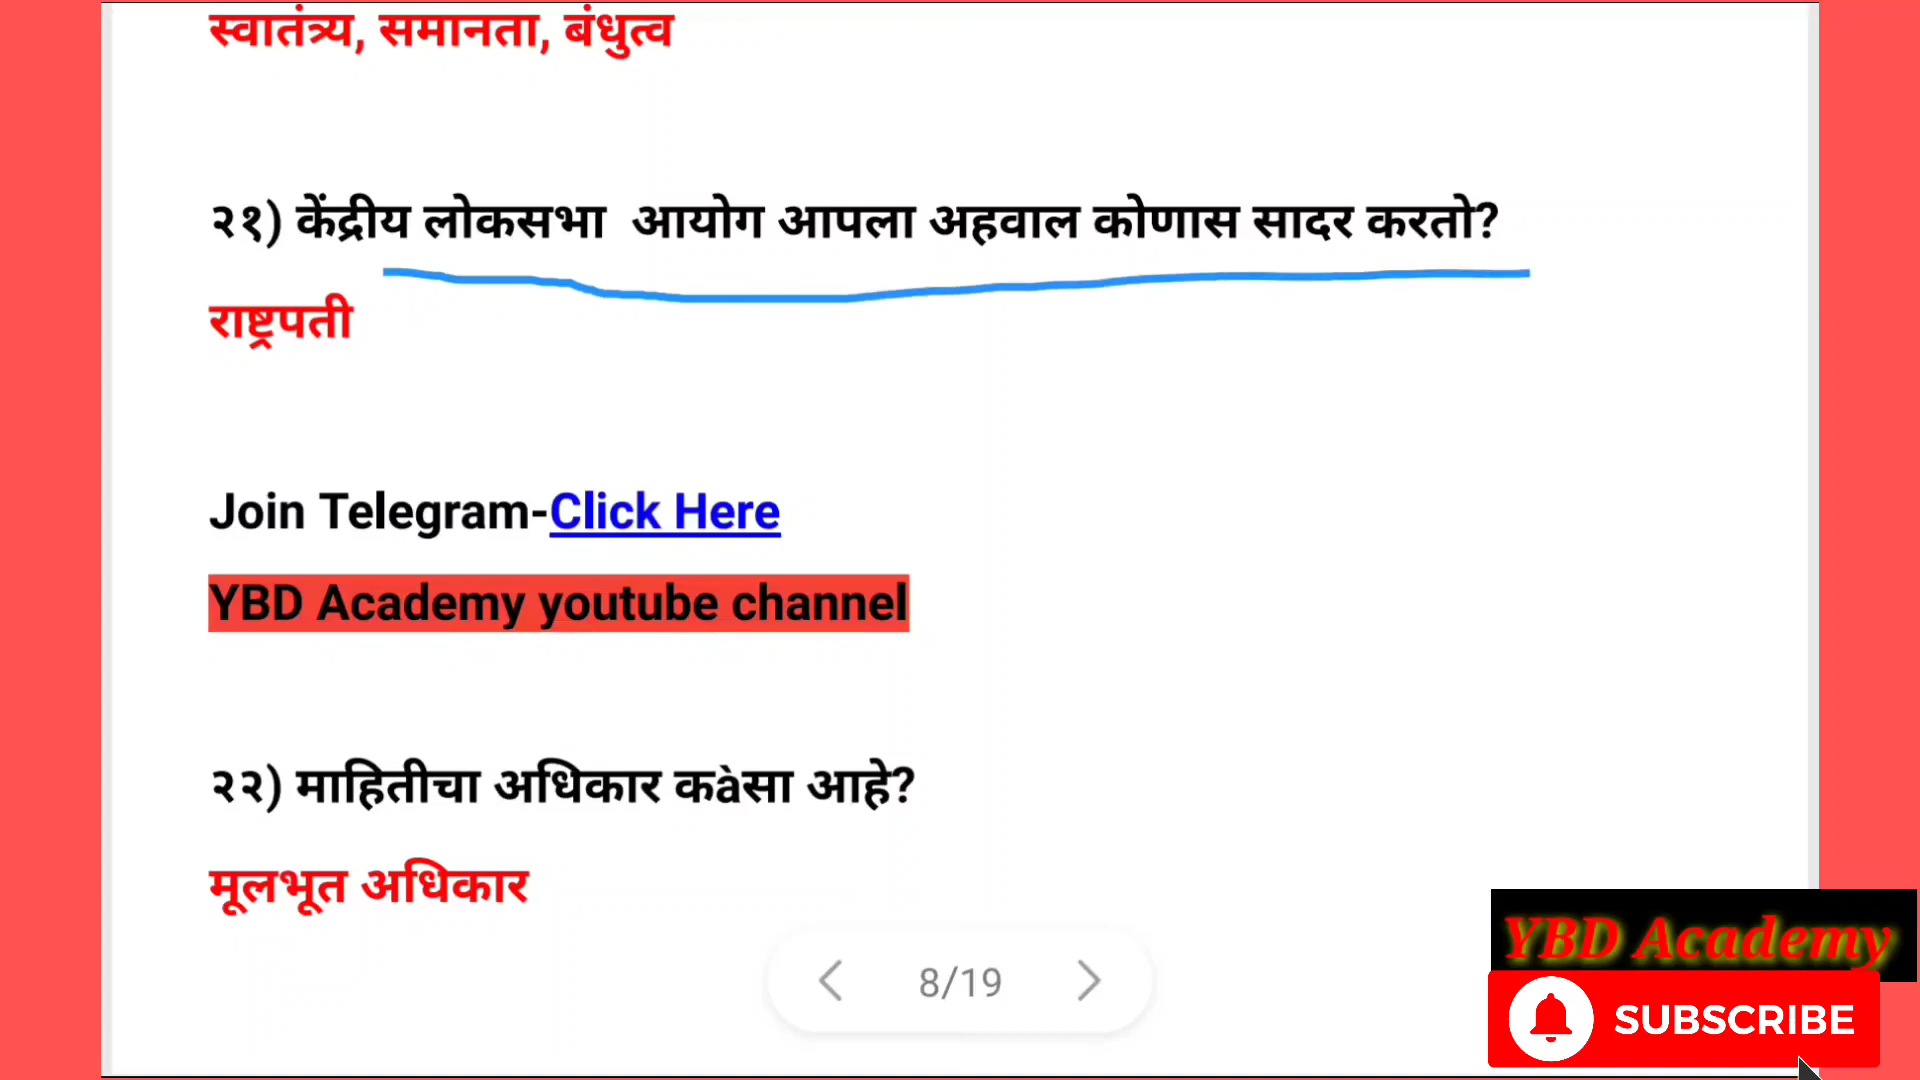 स्वातंत्र्य, समानता, बंधुत्व
२१) केंद्रीय लोकसभा आयोग आपला अहवाल कोणास सादर करतो?
राष्ट्रपती
Join Telegram-Click Here
YBD Academy youtube channel
२२) माहितीचा अधिकार कàसा आहे?
मूलभूत अधिकार
8/19
YBD Academy
SUBSCRIBE